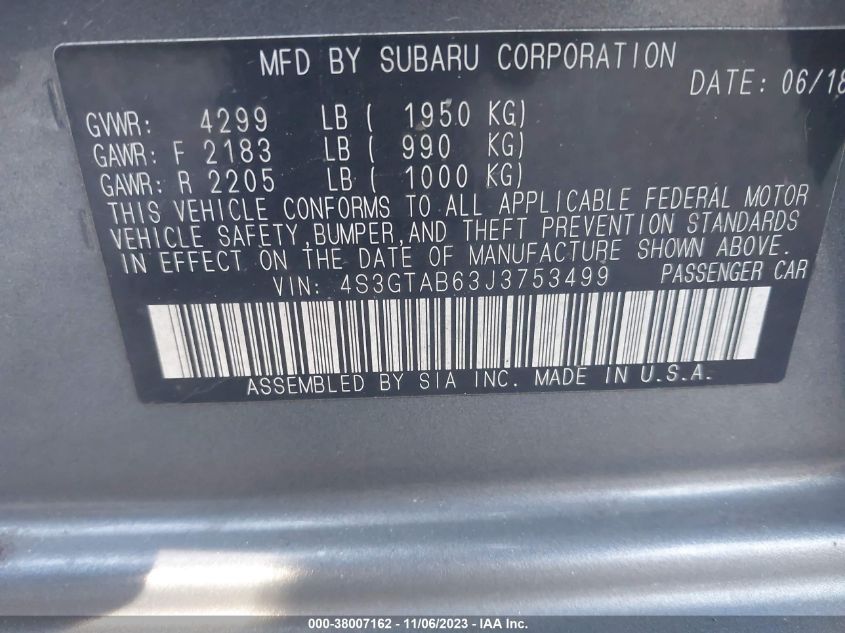 MFD BY SUBARU CORPORATION
DATE: 06/18
GVWR: 4299 LB ( 1950 KG)
GAWR: F 2183 LB ( 990 KG)
GAWR: R 2205 LB ( 1000 KG)
THIS VEHICLE CONFORMS TO ALL APPLICABLE FEDERAL MOTOR
VEHICLE SAFETY,BUMPER,AND THEFT PREVENTION STANDARDS
IN EFFECT ON THE DATE OF MANUFACTURE SHOWN ABOVE.
VIN: 4S3GTAB63J3753499 PASSENGER CAR
ASSEMBLED BY SIA INC. MADE IN U.S.A.
000-38007162 - 11/06/2023 - IAA Inc.